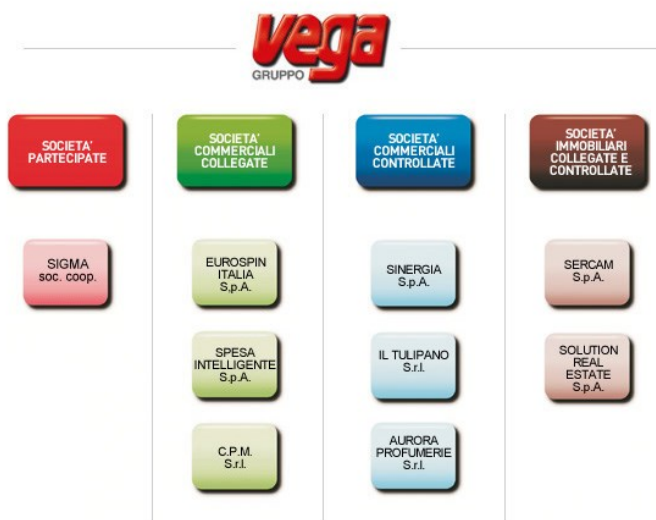 vega
GRUPPO
SOCIETA'
PARTECIPATE
SOCIETA'
COMMERCIALI
COLLEGATE
SOCIETA'
COMMERCIALI
CONTROLLATE
SOCIETA'
IMMOBILIARI
COLLEGATE E
CONTROLLATE
SIGMA
soc. coop.
EUROSPIN
ITALIA
S,p.A.
SINERGIA
S.p.A.
SERCAM
S.p.A.
SPESA
INTELLIGENTE
S.p.A.
IL TULIPANO
S.r.l.
SOLUTION
REAL
ESTATE
S.p.A.
C.P.M.
S.r.l.
AURORA
PROFUMERIE
S.r.l.